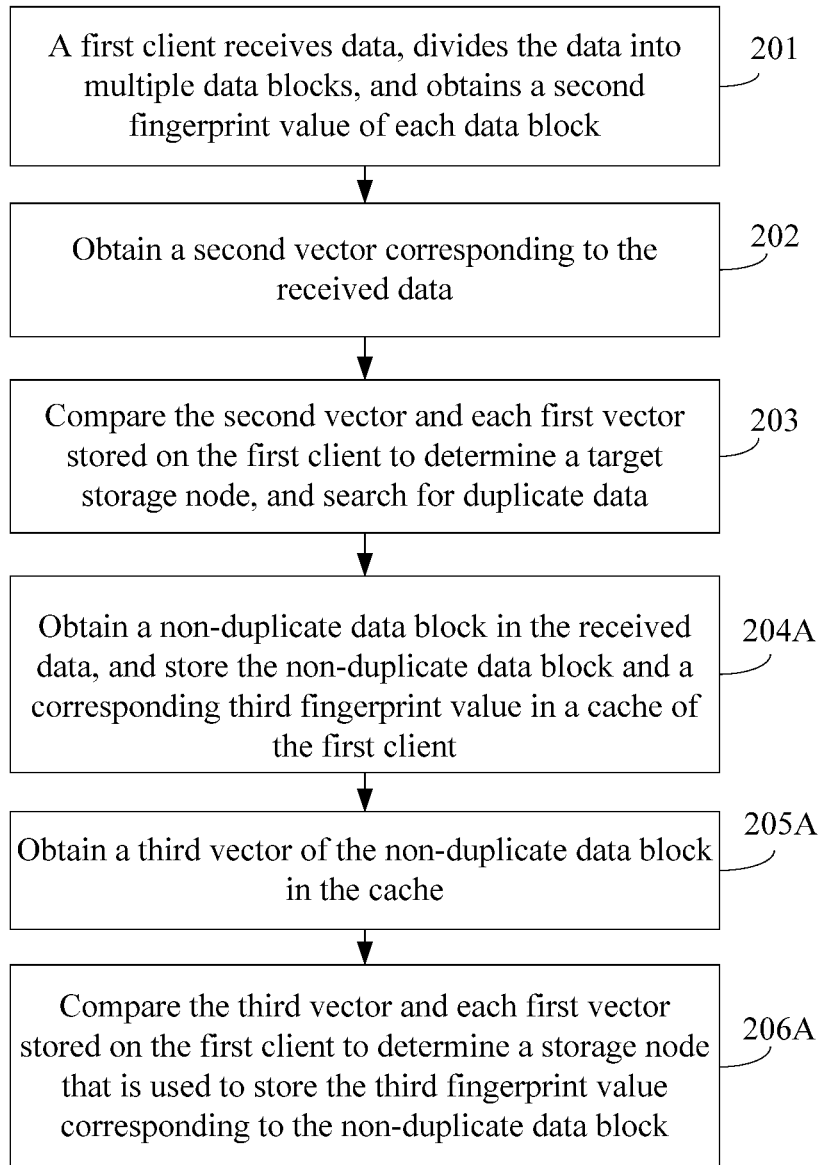 A first client receives data, divides the data into
multiple data blocks, and obtains a second
fingerprint value of each data block
201
Obtain a second vector corresponding to the
received data
202
Compare the second vector and each first vector
stored on the first client to determine a target
storage node, and search for duplicate data
203
Obtain a non-duplicate data block in the received
data, and store the non-duplicate data block and a
corresponding third fingerprint value in a cache of
the first client
204A
Obtain a third vector of the non-duplicate data block
in the cache
205A
Compare the third vector and each first vector
stored on the first client to determine a storage node
that is used to store the third fingerprint value
corresponding to the non-duplicate data block
206A